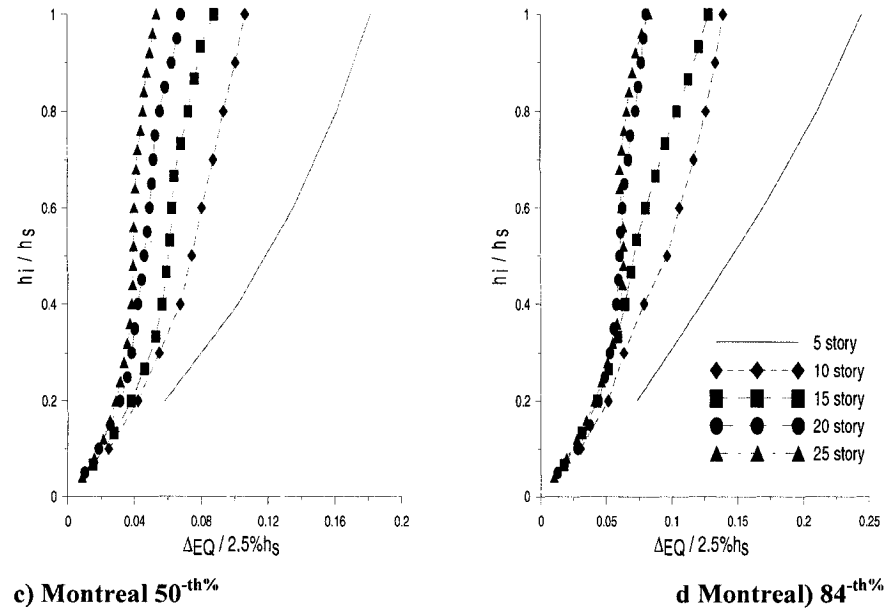 1
0.8
0.6
0.4
0.2
0
hi / hs
0
0.04
0.08
0.12
0.16
0.2
ΔEQ / 2.5%hs
c) Montreal 50-th%
1
0.8
0.6
0.4
0.2
0
hi / hs
5 story
10 story
15 story
20 story
25 story
0
0.05
0.1
0.15
0.2
0.25
ΔEQ / 2.5%hs
d Montreal) 84-th%